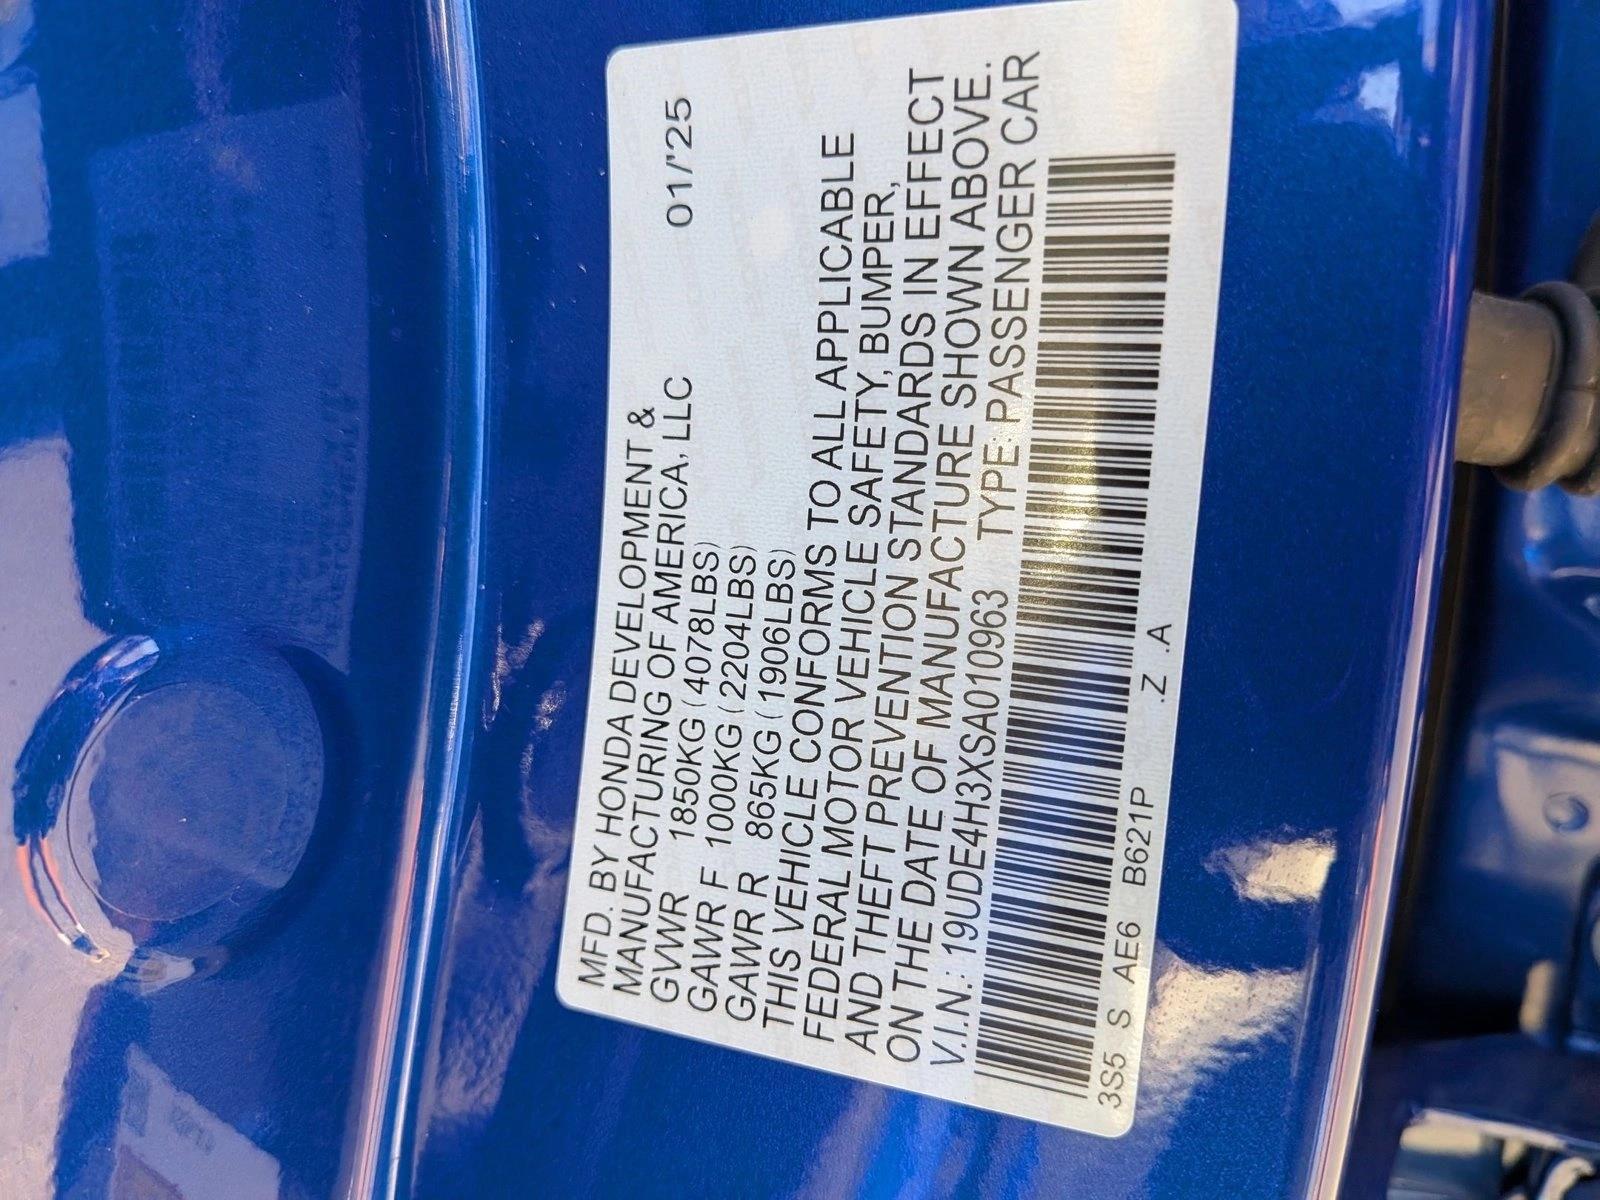 MFD. BY HONDA DEVELOPMENT &
MANUFACTURING OF AMERICA, LLC 01/'25
GVWR 1850KG (4078LBS)
GAWR F 1000KG (2204LBS)
GAWR R 865KG (1906LBS)
THIS VEHICLE CONFORMS TO ALL APPLICABLE
FEDERAL MOTOR VEHICLE SAFETY, BUMPER,
AND THEFT PREVENTION STANDARDS IN EFFECT
ON THE DATE OF MANUFACTURE SHOWN ABOVE.
V.I.N.: 19UDE4H3XSA010963 TYPE: PASSENGER CAR
3S5 S AE6 B621P .Z .A